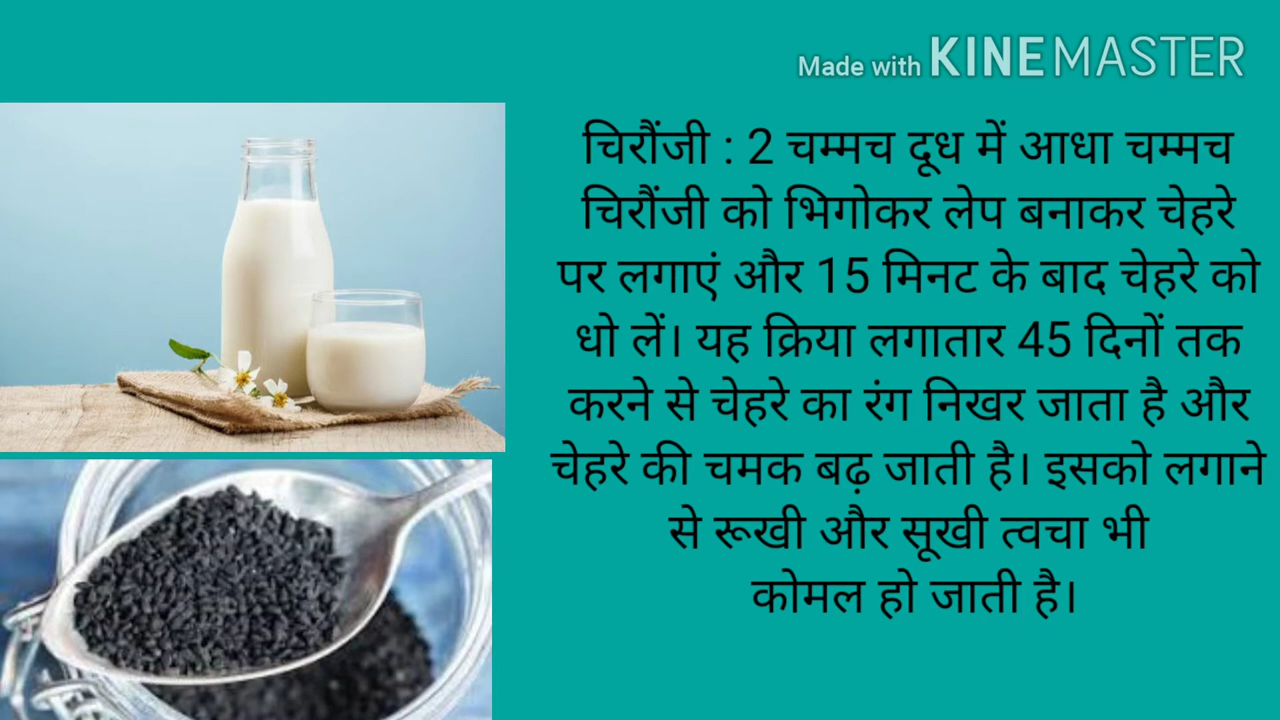 Made with KINEMASTER
चिरौंजी : 2 चम्मच दूध में आधा चम्मच
चिरौंजी को भिगोकर लेप बनाकर चेहरे
पर लगाएं और 15 मिनट के बाद चेहरे को
धो लें। यह क्रिया लगातार 45 दिनों तक
करने से चेहरे का रंग निखर जाता है और
चेहरे की चमक बढ़ जाती है। इसको लगाने
से रूखी और सूखी त्वचा भी
कोमल हो जाती है।